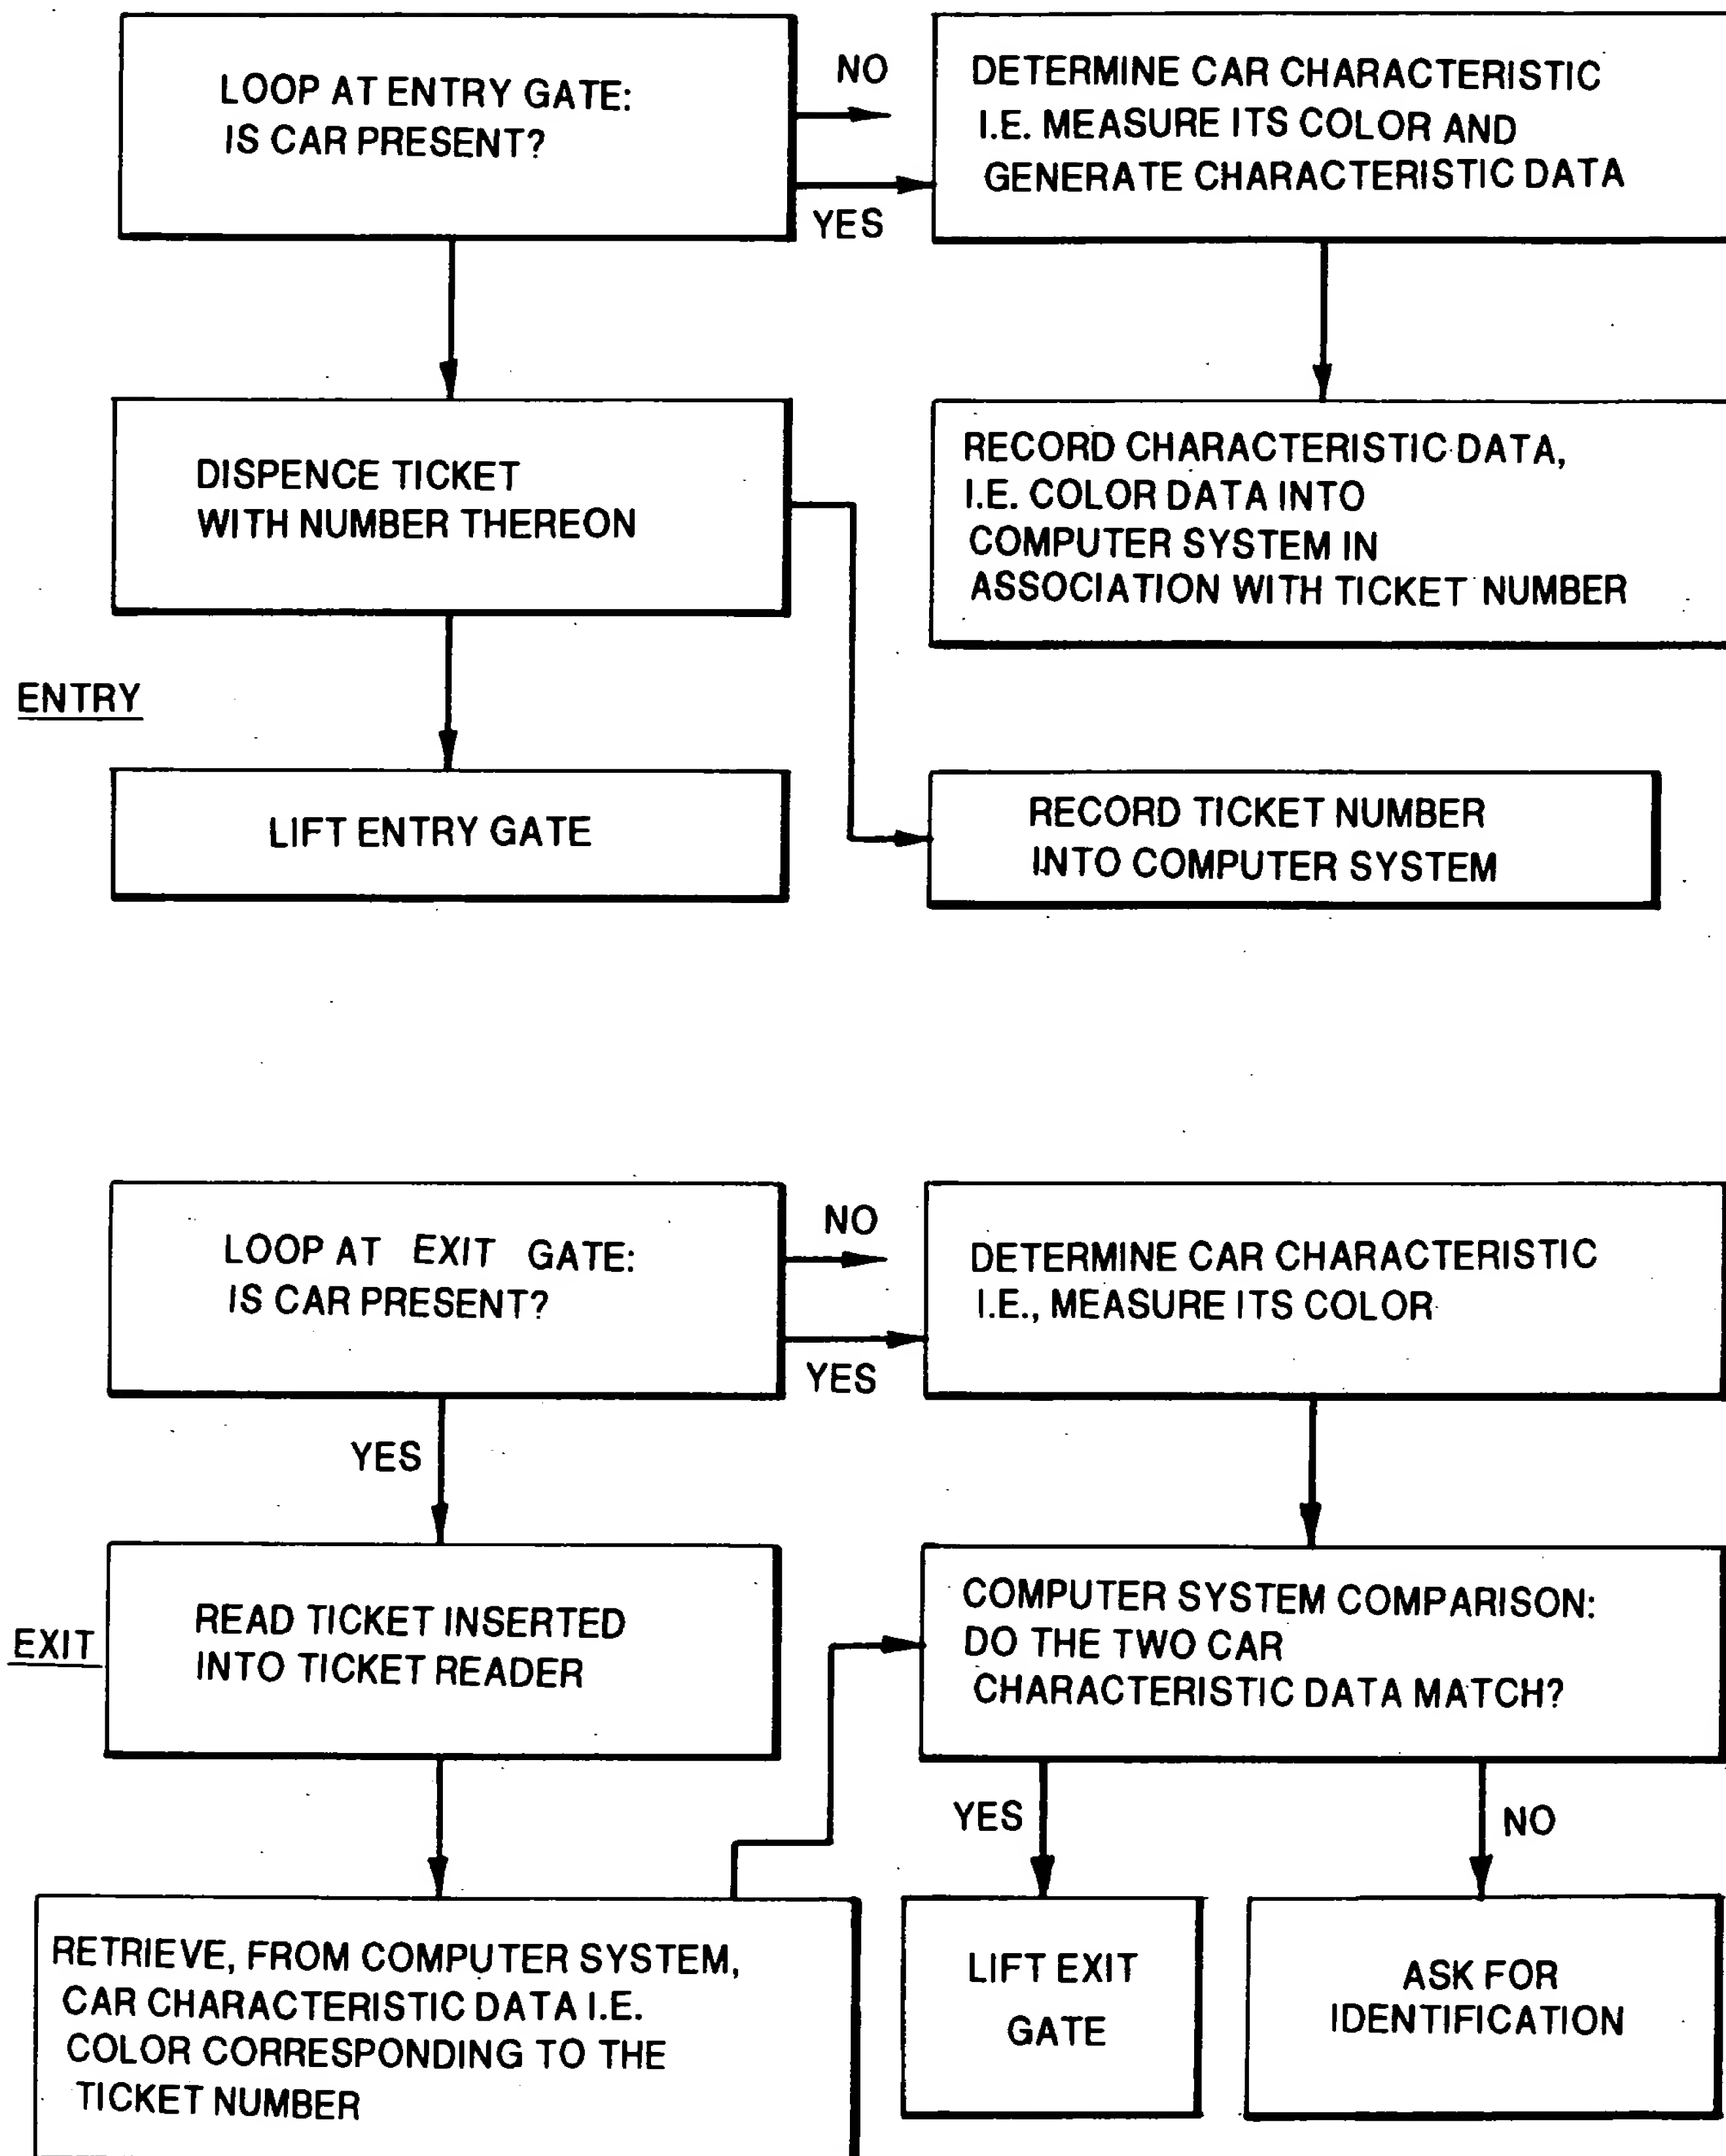 LOOP AT ENTRY GATE:
IS CAR PRESENT?
NO
YES
DETERMINE CAR CHARACTERISTIC
I.E. MEASURE ITS COLOR AND
GENERATE CHARACTERISTIC DATA
DISPENCE TICKET
WITH NUMBER THEREON
RECORD CHARACTERISTIC DATA,
I.E. COLOR DATA INTO
COMPUTER SYSTEM IN
ASSOCIATION WITH TICKET NUMBER
ENTRY
LIFT ENTRY GATE
RECORD TICKET NUMBER
INTO COMPUTER SYSTEM
LOOP AT EXIT GATE:
IS CAR PRESENT?
NO
YES
DETERMINE CAR CHARACTERISTIC
I.E., MEASURE ITS COLOR
YES
EXIT
READ TICKET INSERTED
INTO TICKET READER
COMPUTER SYSTEM COMPARISON:
DO THE TWO CAR
CHARACTERISTIC DATA MATCH?
YES
NO
RETRIEVE, FROM COMPUTER SYSTEM,
CAR CHARACTERISTIC DATA I.E.
COLOR CORRESPONDING TO THE
TICKET NUMBER
LIFT EXIT
GATE
ASK FOR
IDENTIFICATION